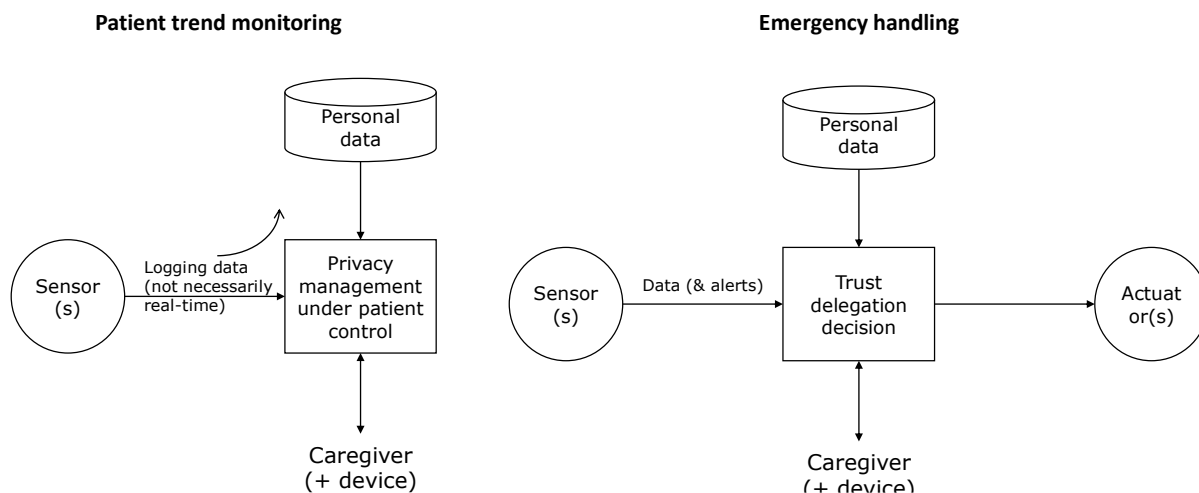 Patient trend monitoring
Personal
data
Sensor
(s)
Logging data
(not necessarily
real-time)
Privacy
management
under patient
control
Caregiver
(+ device)
Emergency handling
Personal
data
Sensor
(s)
Data (& alerts)
Trust
delegation
decision
Actuat
or(s)
Caregiver
(+ device)